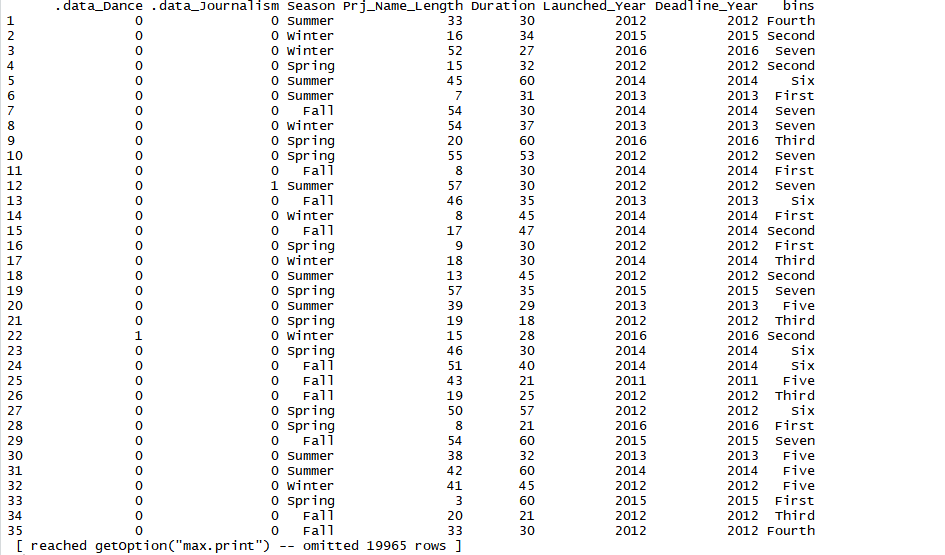 .data_Dance .data_Journalism Season Prj_Name_Length Duration Launched_Year Deadline_Year bins
1 0 0 Summer 33 30 2012 2012 Fourth
2 0 0 Winter 16 34 2015 2015 Second
3 0 0 Winter 52 27 2016 2016 Seven
4 0 0 Spring 15 32 2012 2012 Second
5 0 0 Summer 45 60 2014 2014 Six
6 0 0 Summer 7 31 2013 2013 First
7 0 0 Fall 54 30 2014 2014 Seven
8 0 0 Winter 54 37 2013 2013 Seven
9 0 0 Spring 20 60 2016 2016 Third
10 0 0 Spring 55 53 2012 2012 Seven
11 0 0 Fall 8 30 2014 2014 First
12 0 1 Summer 57 30 2012 2012 Seven
13 0 0 Fall 46 35 2013 2013 Six
14 0 0 Winter 8 45 2014 2014 First
15 0 0 Fall 17 47 2014 2014 Second
16 0 0 Spring 9 30 2012 2012 First
17 0 0 Winter 18 30 2014 2014 Third
18 0 0 Summer 13 45 2012 2012 Second
19 0 0 Spring 57 35 2015 2015 Seven
20 0 0 Summer 39 29 2013 2013 Five
21 0 0 Spring 19 18 2012 2012 Third
22 1 0 Winter 15 28 2016 2016 Second
23 0 0 Spring 46 30 2014 2014 Six
24 0 0 Fall 51 40 2014 2014 Six
25 0 0 Fall 43 21 2011 2011 Five
26 0 0 Fall 19 25 2012 2012 Third
27 0 0 Spring 50 57 2012 2012 Six
28 0 0 Spring 8 21 2016 2016 First
29 0 0 Fall 54 60 2015 2015 Seven
30 0 0 Summer 38 32 2013 2013 Five
31 0 0 Summer 42 60 2014 2014 Five
32 0 0 Winter 41 45 2012 2012 Five
33 0 0 Spring 3 60 2015 2015 First
34 0 0 Fall 20 21 2012 2012 Third
35 0 0 Fall 33 30 2012 2012 Fourth
[ reached getOption("max.print") -- omitted 19965 rows ]